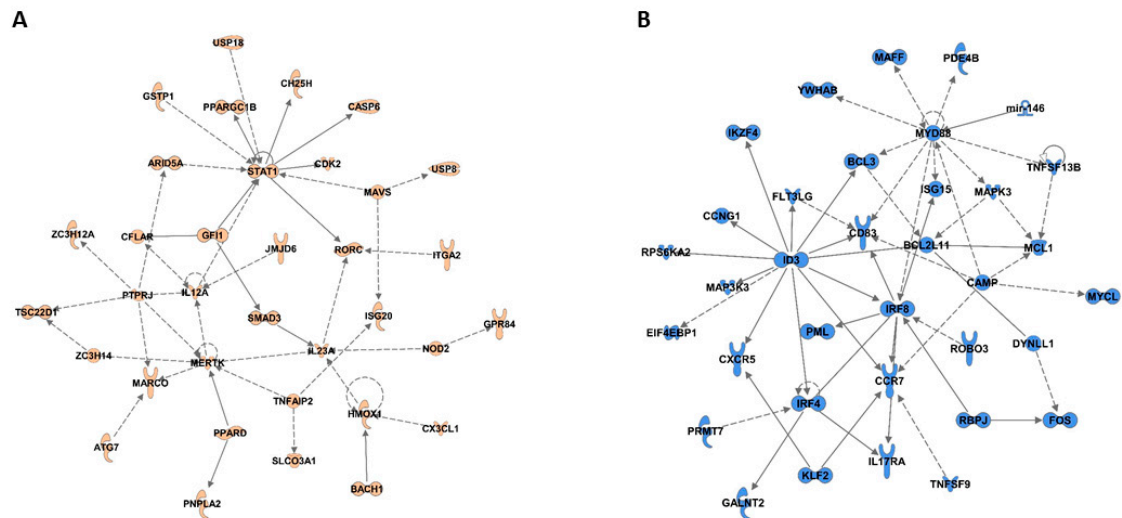 A
USP18
CH25H
GSTP1
PPARGC1B
CASP6
ARID5A
STAT1
CDK2
USP8
MAVS
ZC3H12A
CFLAR
GFI1
JMJD6
RORC
ITGA2
PTPRJ
IL12A
TSC22D1
SMAD3
ISG20
GPR84
ZC3H14
MERTK
IL23A
NOD2
MARCO
TNFAIP2
HMOX1
CX3CL1
ATG7
PPARD
SLCO3A1
BACH1
PNPLA2
B
MAFF
PDE4B
YWHAB
mir-146
IKZF4
MYD88
BCL3
TNFSF13B
FLT3LG
ISG15
MAPK3
CCNG1
CD83
BCL2L11
MCL1
RPS6KA2
ID3
MAP3K3
CAMP
MYCL
EIF4EBP1
IRF8
PML
ROBO3
DYNLL1
CXCR5
CCR7
IRF4
PRMT7
RBPJ
FOS
IL17RA
KLF2
TNFSF9
GALNT2